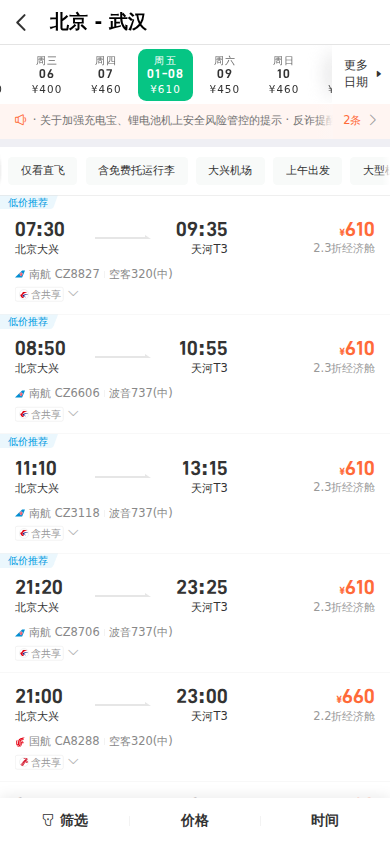 北京 - 武汉
周三
周四
周五
周六
周日
更多
日期
06
07
01-08
09
10
¥400
¥460
¥610
¥450
¥460
· 关于加强充电宝、锂电池机上安全风险管控的提示 · 反诈提
2条
仅看直飞
含免费托运行李
大兴机场
上午出发
大型
低价推荐
07:30
09:35
¥610
北京大兴
天河T3
2.3折经济舱
南航 CZ8827
空客320(中)
含共享
低价推荐
08:50
10:55
¥610
北京大兴
天河T3
2.3折经济舱
南航 CZ6606
波音737(中)
含共享
低价推荐
11:10
13:15
¥610
北京大兴
天河T3
2.3折经济舱
南航 CZ3118
波音737(中)
含共享
低价推荐
21:20
23:25
¥610
北京大兴
天河T3
2.3折经济舱
南航 CZ8706
波音737(中)
含共享
21:00
23:00
¥660
北京大兴
天河T3
2.2折经济舱
国航 CA8288
空客320(中)
含共享
筛选
价格
时间